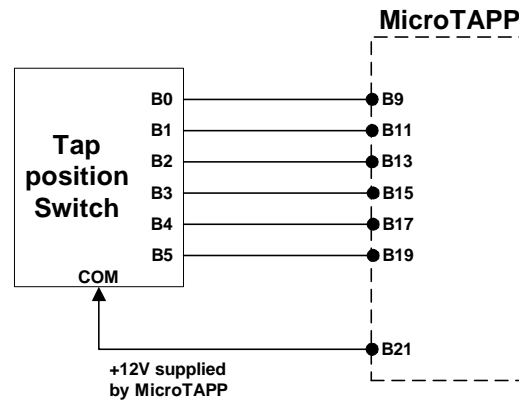 MicroTAPP
B0
B9
B1
B11
Tap
position
Switch
B2
B13
B3
B15
B4
B17
B5
B19
COM
B21
+12V supplied
by MicroTAPP